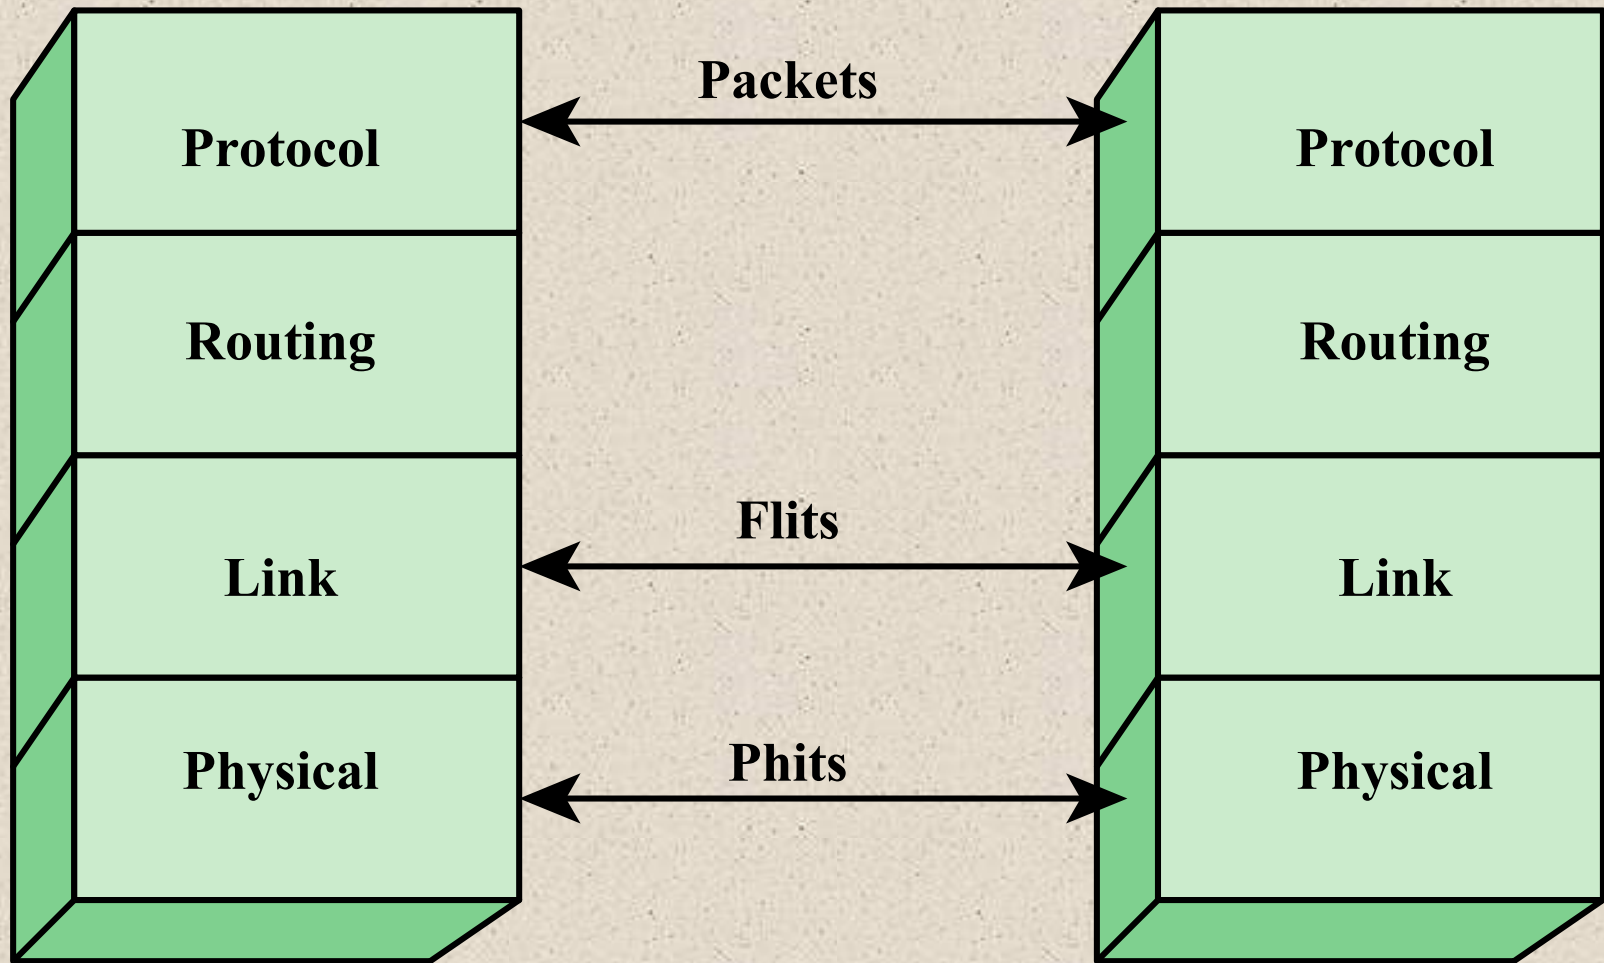 Packets
Protocol
Protocol
Routing
Routing
Flits
Link
Link
Phits
Physical
Physical